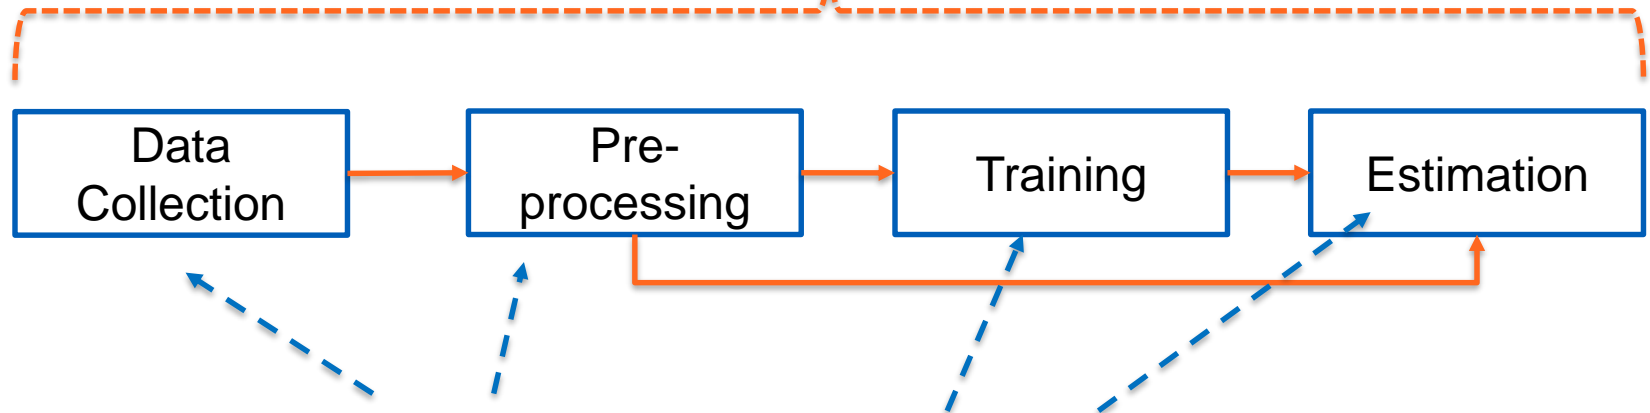 Data
Collection
Pre-
processing
Training
Estimation